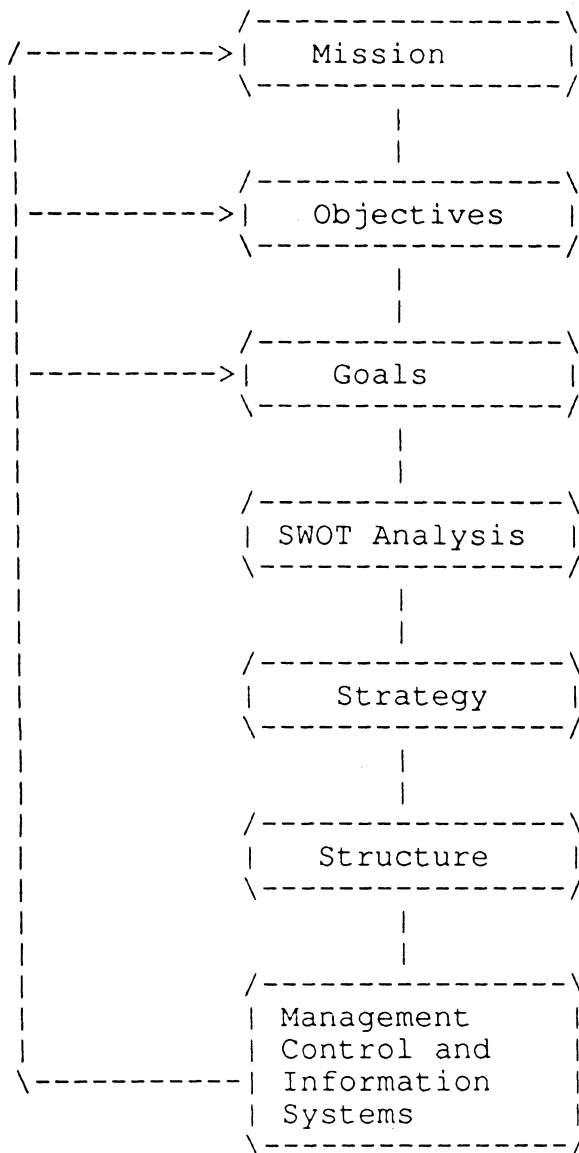 Mission
Objectives
Goals
SWOT Analysis
Strategy
Structure
Management
Control and
Information
Systems